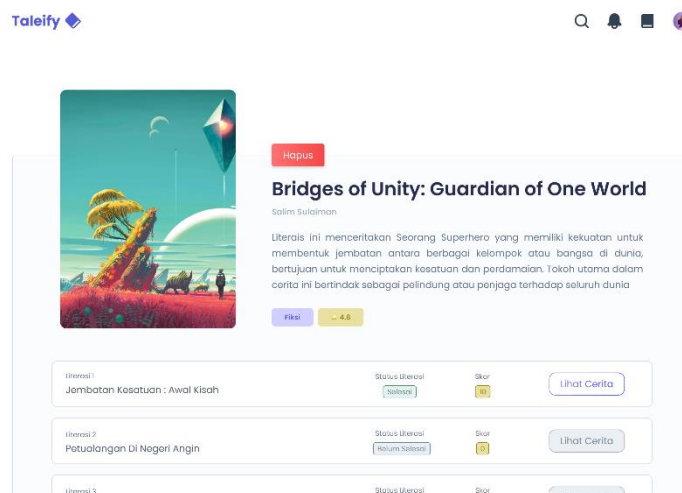 Taleify
Hapus
Bridges of Unity: Guardian of One World
Salim Sulaiman
Literais ini menceritakan Seorang Superhero yang memiliki kekuatan untuk
membentuk jembatan antara berbagai kelompok atau bangsa di dunia,
bertujuan untuk menciptakan kesatuan dan perdamaian. Tokoh utama dalam
cerita ini bertindak sebagai pelindung atau penjaga terhadap seluruh dunia
Fiksi
4.6
Literasi 1
Status Literasi
Skor
Jembatan Kesatuan : Awal Kisah
Selesai
10
Lihat Cerita
Literasi 2
Status Literasi
Skor
Petualangan Di Negeri Angin
Belum Selesai
0
Lihat Cerita
Literasi 3
Status Literasi
Skor